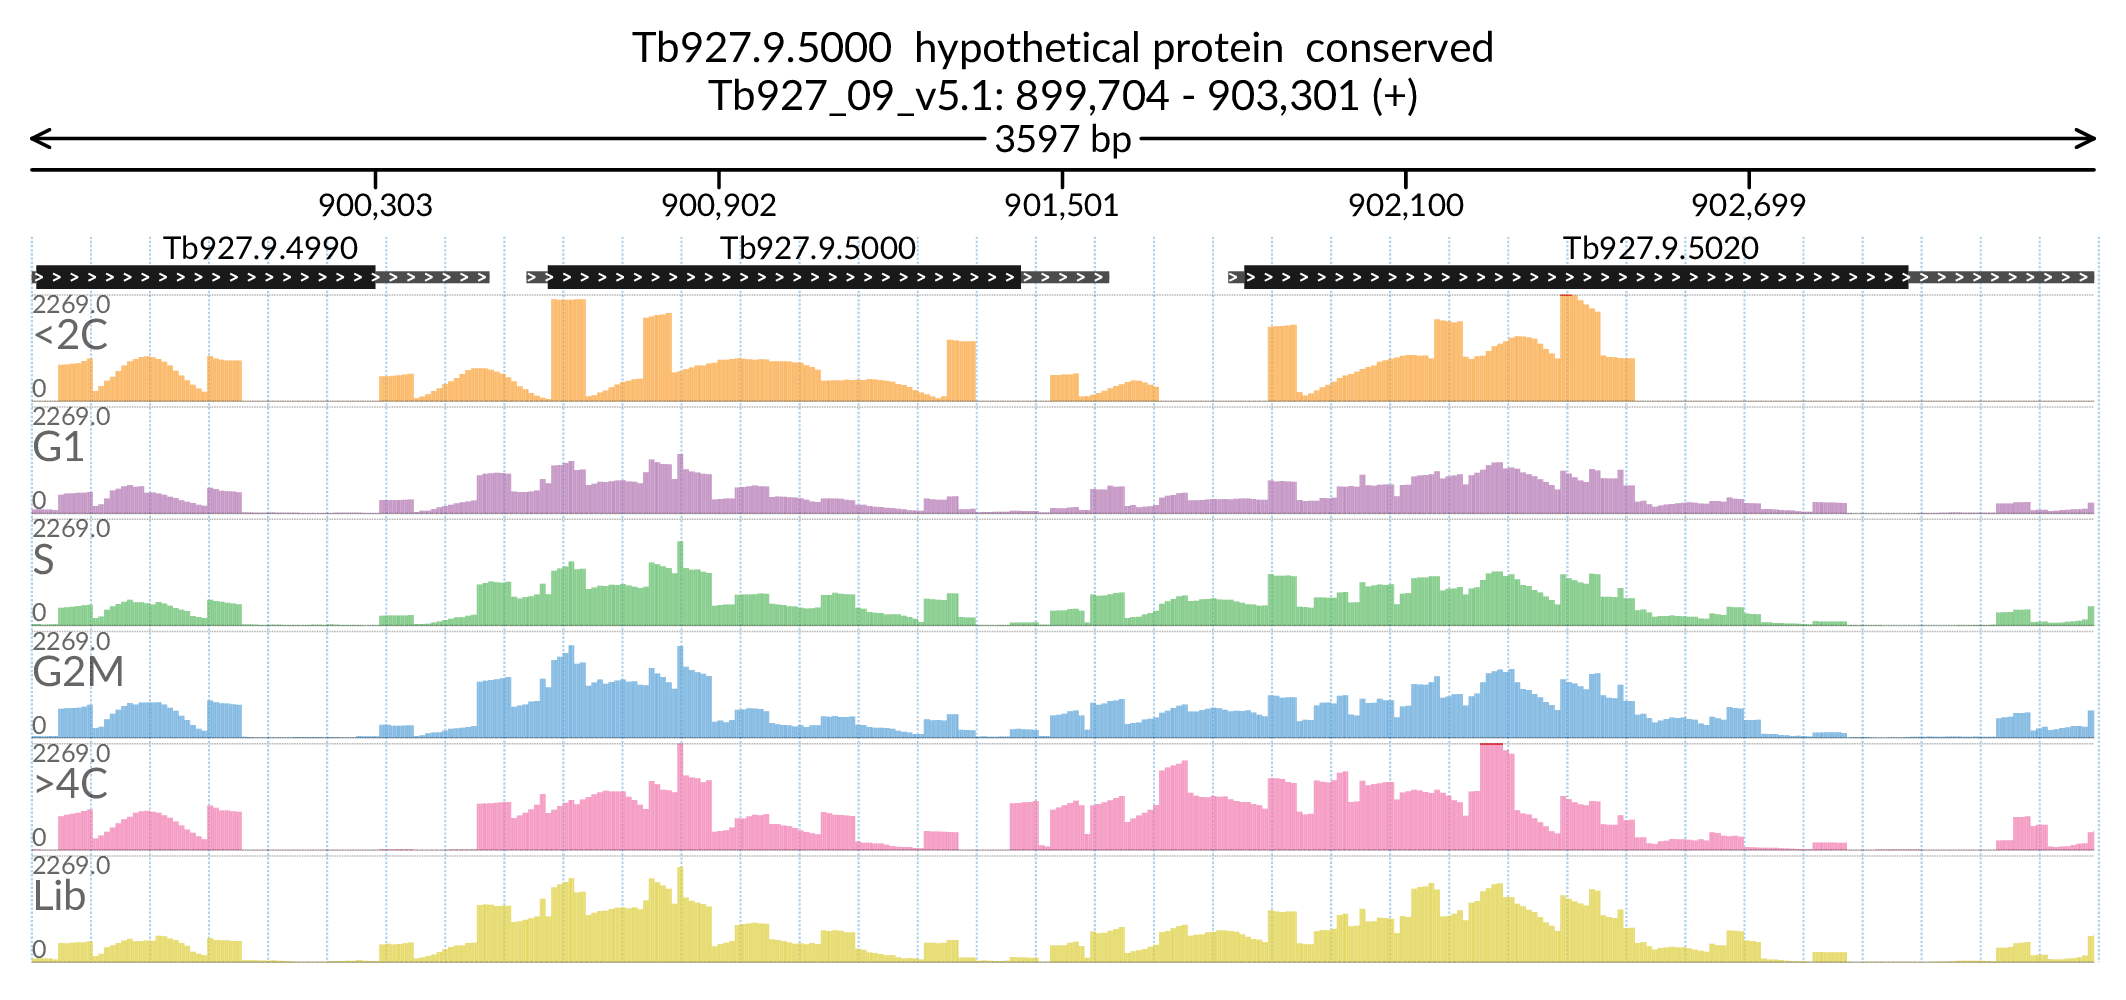 Tb927.9.5000  hypothetical protein  conserved
Tb927_09_v5.1: 899,704 - 903,301 (+)
3597 bp
900,303 900,902 901,501 902,100 902,699
Tb927.9.4990 Tb927.9.5000 Tb927.9.5020
2269.0
<2C
0
2269.0
G1
0
2269.0
S
0
2269.0
G2M
0
2269.0
>4C
0
2269.0
Lib
0